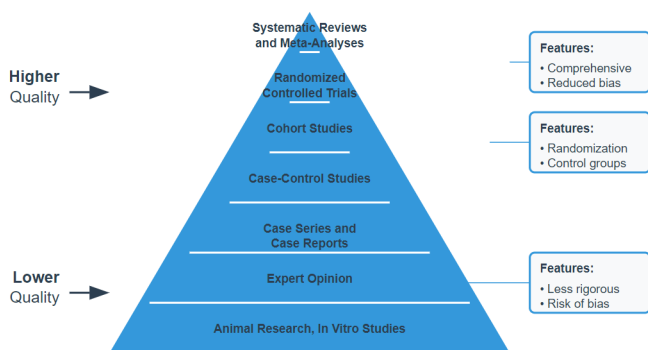 Systematic Reviews
and Meta-Analyses
Randomized
Controlled Trials
Cohort Studies
Case-Control Studies
Case Series and
Case Reports
Expert Opinion
Animal Research, In Vitro Studies
Higher
Quality
Lower
Quality
Features:
• Comprehensive
• Reduced bias
Features:
• Randomization
• Control groups
Features:
• Less rigorous
• Risk of bias